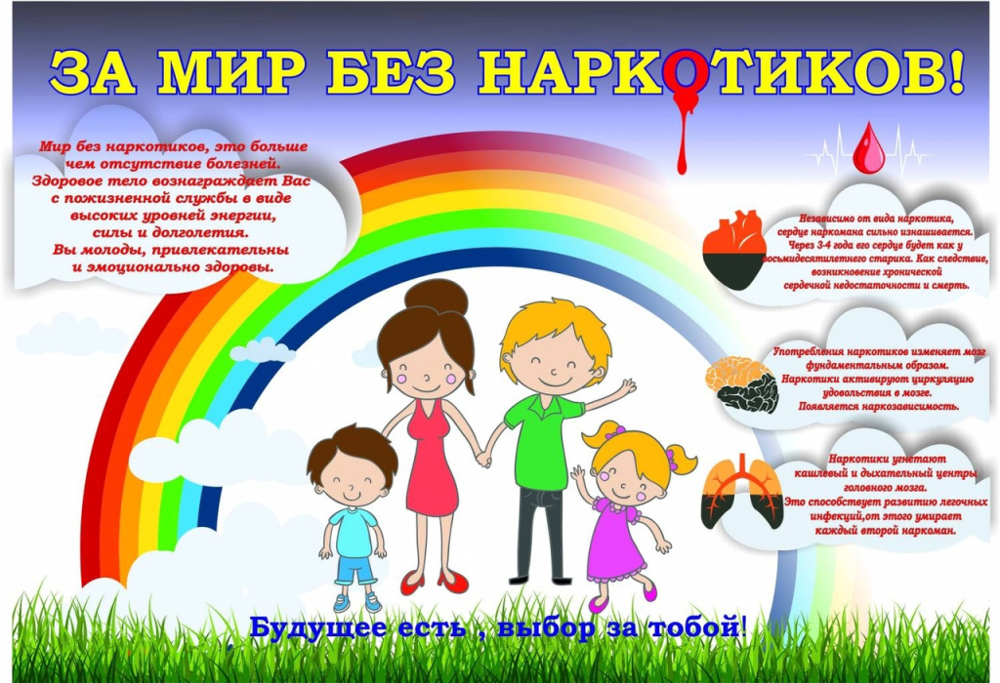 ЗА МИР БЕЗ НАРКОТИКОВ!
Мир без наркотиков, это больше
чем отсутствие болезней.
Здоровое тело вознаграждает Вас
с пожизненной службы в виде
высоких уровней энергии,
силы и долголетия.
Вы молоды, привлекательны
и эмоционально здоровы.
Независимо от вида наркотика,
сердце наркомана сильно изнашивается.
Через 3-4 года его сердце будет как у
восьмидесятилетнего старика. Как следствие,
возникновение хронической
сердечной недостаточности и смерть.
Употребления наркотиков изменяет мозг
фундаментальным образом.
Наркотики активируют циркуляцию
удовольствия в мозге.
Появляется наркозависимость.
Наркотики угнетают
кашлевый и дыхательный центры
головного мозга.
Это способствует развитию легочных
инфекций,от этого умирает
каждый второй наркоман.
Будущее есть , выбор за тобой!